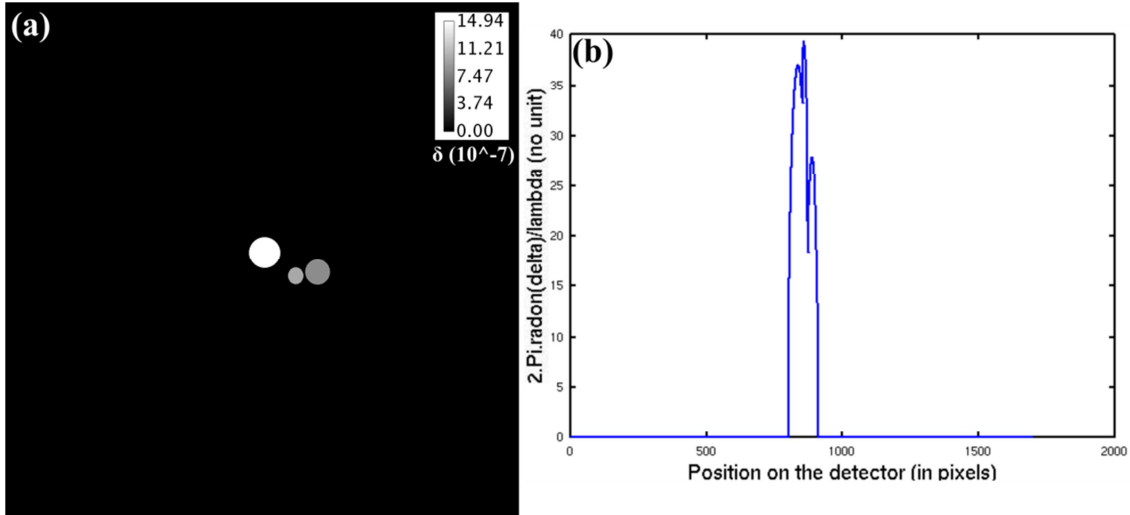 (a)
14.94
11.21
7.47
3.74
0.00
δ (10^-7)
(b)
40
35
30
25
20
15
10
5
0
2.Pi.radon(delta)/lambda (no unit)
0 500 1000 1500 2000
Position on the detector (in pixels)